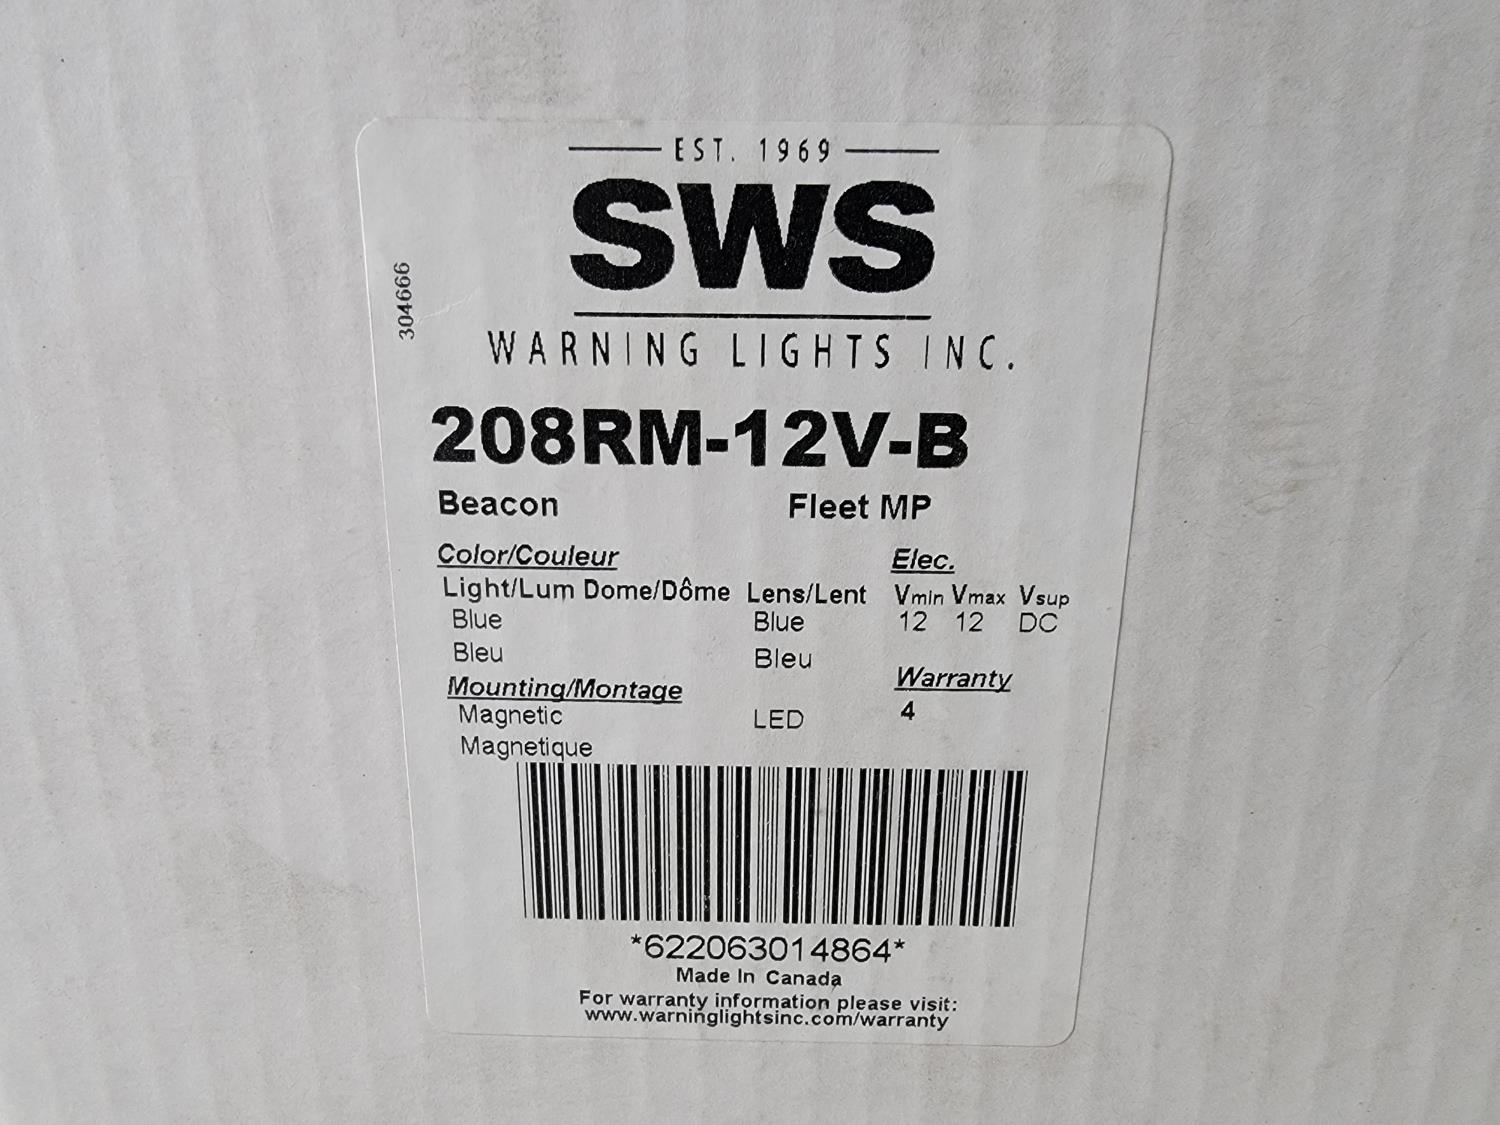 EST. 1969
SWS
WARNING LIGHTS INC.
304666
208RM-12V-B
Beacon Fleet MP
Color/Couleur Elec.
Light/Lum Dome/Dôme Lens/Lent Vmin Vmax Vsup
Blue Blue 12 12 DC
Bleu Bleu
Mounting/Montage Warranty
Magnetic LED 4
Magnetique
*622063014864*
Made In Canada
For warranty information please visit:
www.warninglightsinc.com/warranty